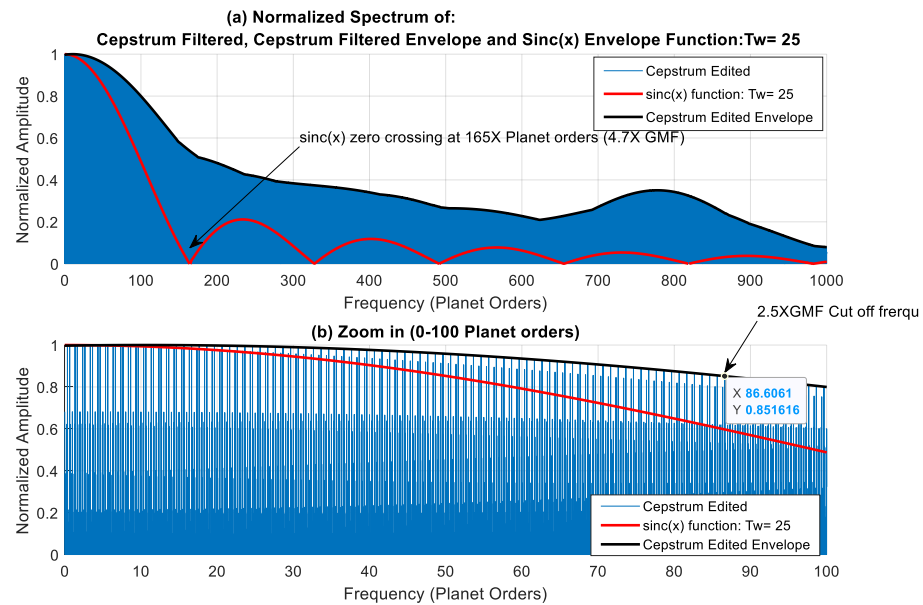 (a) Normalized Spectrum of:
Cepstrum Filtered, Cepstrum Filtered Envelope and Sinc(x) Envelope Function:Tw= 25
Normalized Amplitude
1
0.8
0.6
0.4
0.2
0
Cepstrum Edited
sinc(x) function: Tw= 25
Cepstrum Edited Envelope
sinc(x) zero crossing at 165X Planet orders (4.7X GMF)
0 100 200 300 400 500 600 700 800 900 1000
Frequency (Planet Orders)
2.5XGMF Cut off frerqu
(b) Zoom in (0-100 Planet orders)
Normalized Amplitude
1
0.8
0.6
0.4
0.2
0
X 86.6061
Y 0.851616
Cepstrum Edited
sinc(x) function: Tw= 25
Cepstrum Edited Envelope
0 10 20 30 40 50 60 70 80 90 100
Frequency (Planet Orders)